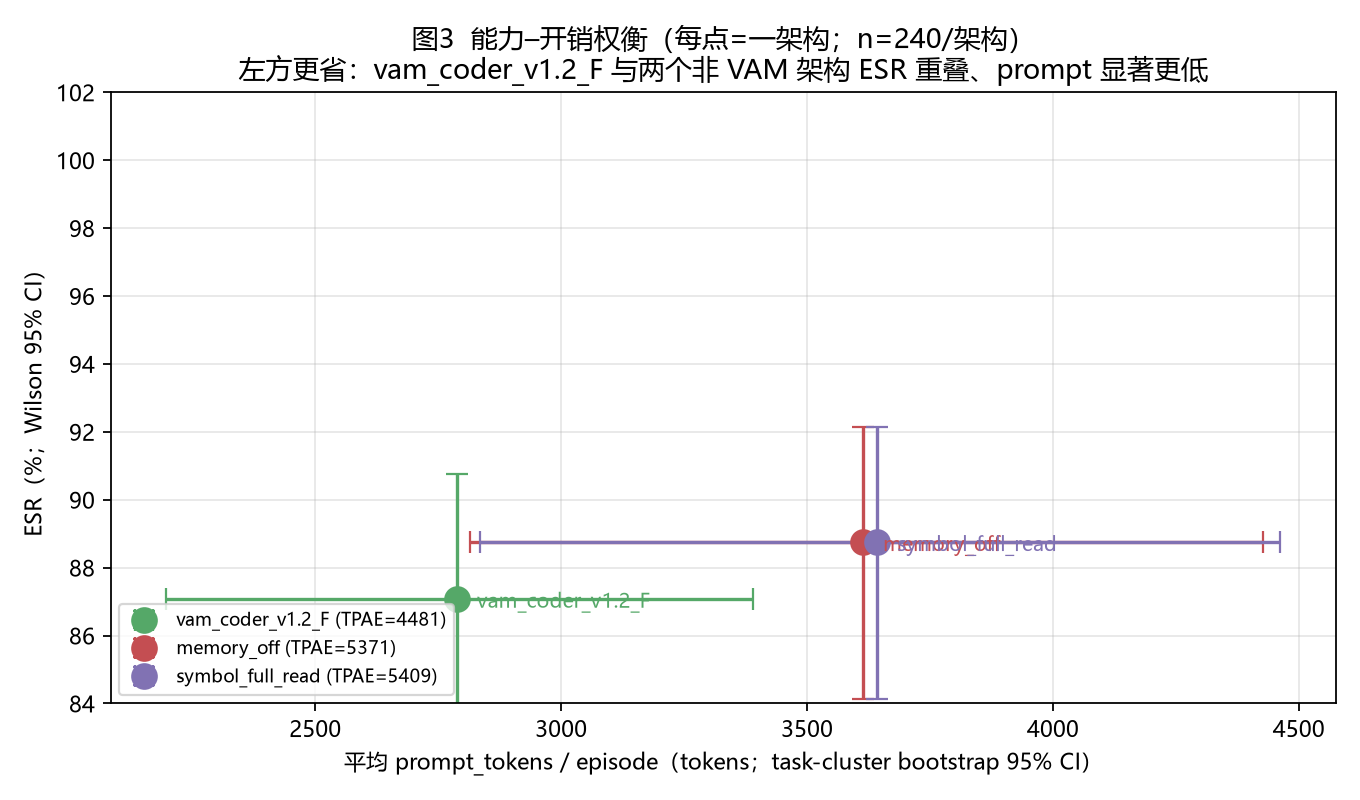 图3  能力–开销权衡（每点=一架构；n=240/架构）
左方更省：vam_coder_v1.2_F 与两个非 VAM 架构 ESR 重叠、prompt 显著更低
102
100
98
96
94
92
90
88
86
84
ESR（%；Wilson 95% CI）
memory_off
symbol_full_read
vam_coder_v1.2_F
vam_coder_v1.2_F (TPAE=4481)
memory_off (TPAE=5371)
symbol_full_read (TPAE=5409)
2500 3000 3500 4000 4500
平均 prompt_tokens / episode（tokens；task-cluster bootstrap 95% CI）